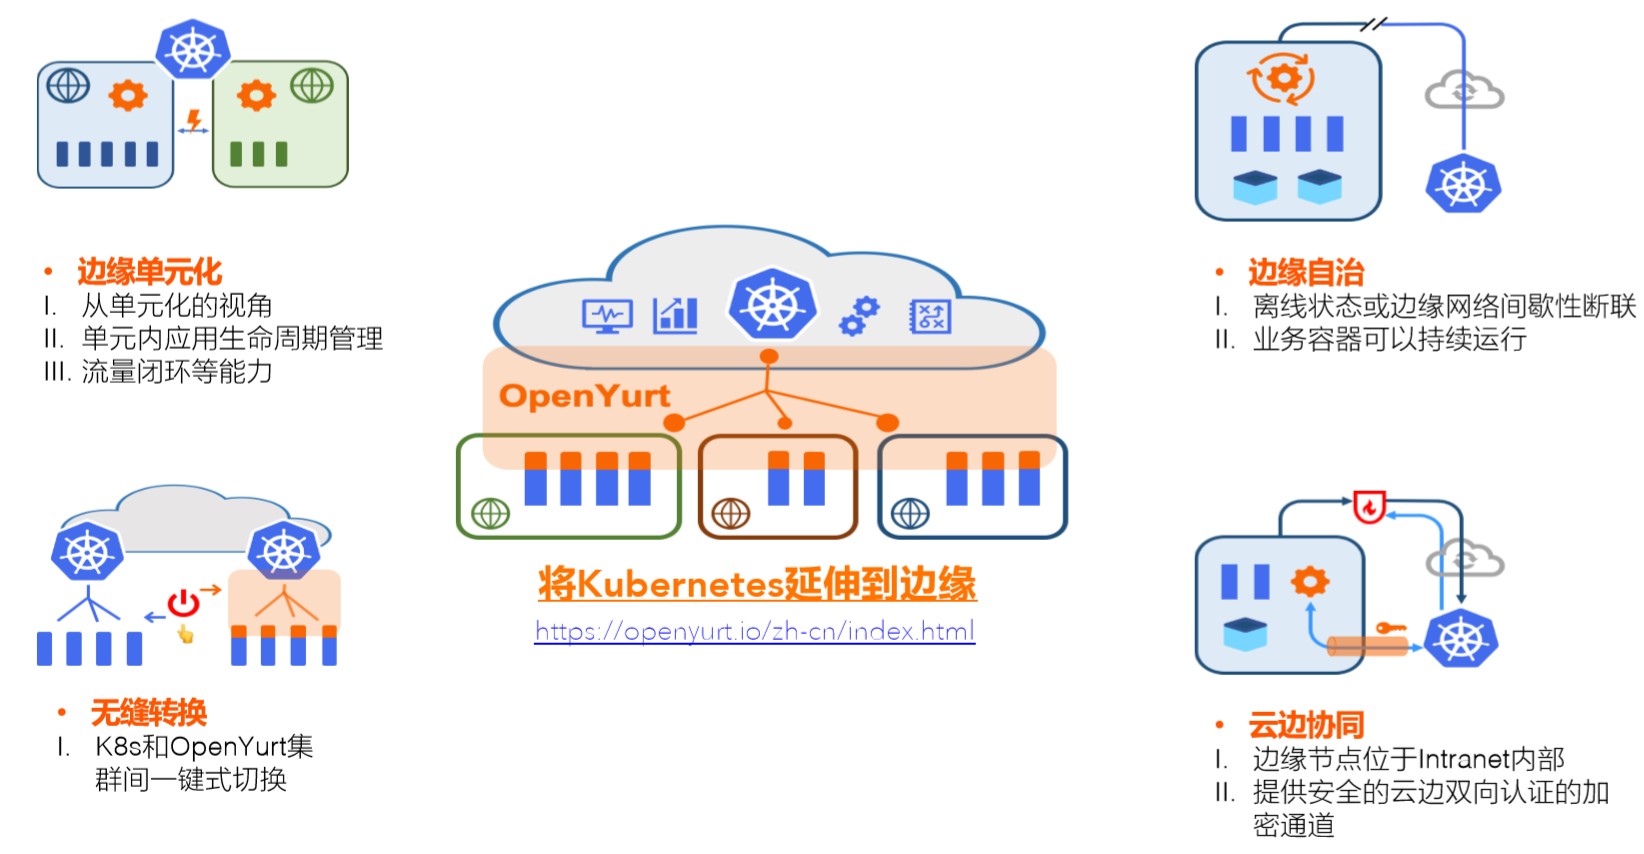 • 边缘单元化
I. 从单元化的视角
II. 单元内应用生命周期管理
III. 流量闭环等能力
• 无缝转换
I. K8s和OpenYurt集
群间一键式切换
OpenYurt
将Kubernetes延伸到边缘
https://openyurt.io/zh-cn/index.html
• 边缘自治
I. 离线状态或边缘网络间歇性断联
II. 业务容器可以持续运行
• 云边协同
I. 边缘节点位于Intranet内部
II. 提供安全的云边双向认证的加
密通道